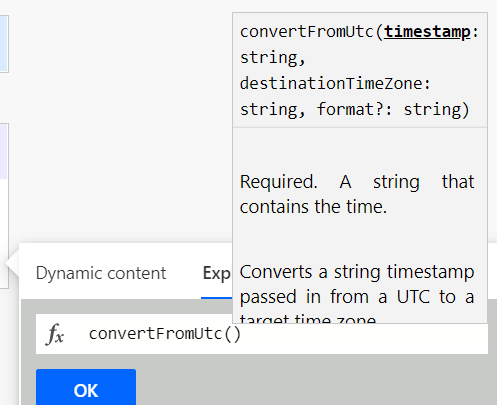 convertFromUtc(timestamp:
string,
destinationTimeZone:
string, format?: string)
Required. A string that
contains the time.
Converts a string timestamp
passed in from a UTC to a
target time zone
Dynamic content
Exp
fx convertFromUtc()
OK